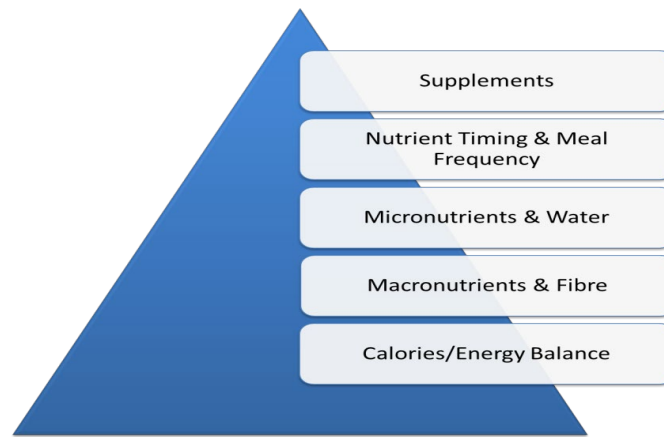 Supplements
Nutrient Timing & Meal
Frequency
Micronutrients & Water
Macronutrients & Fibre
Calories/Energy Balance